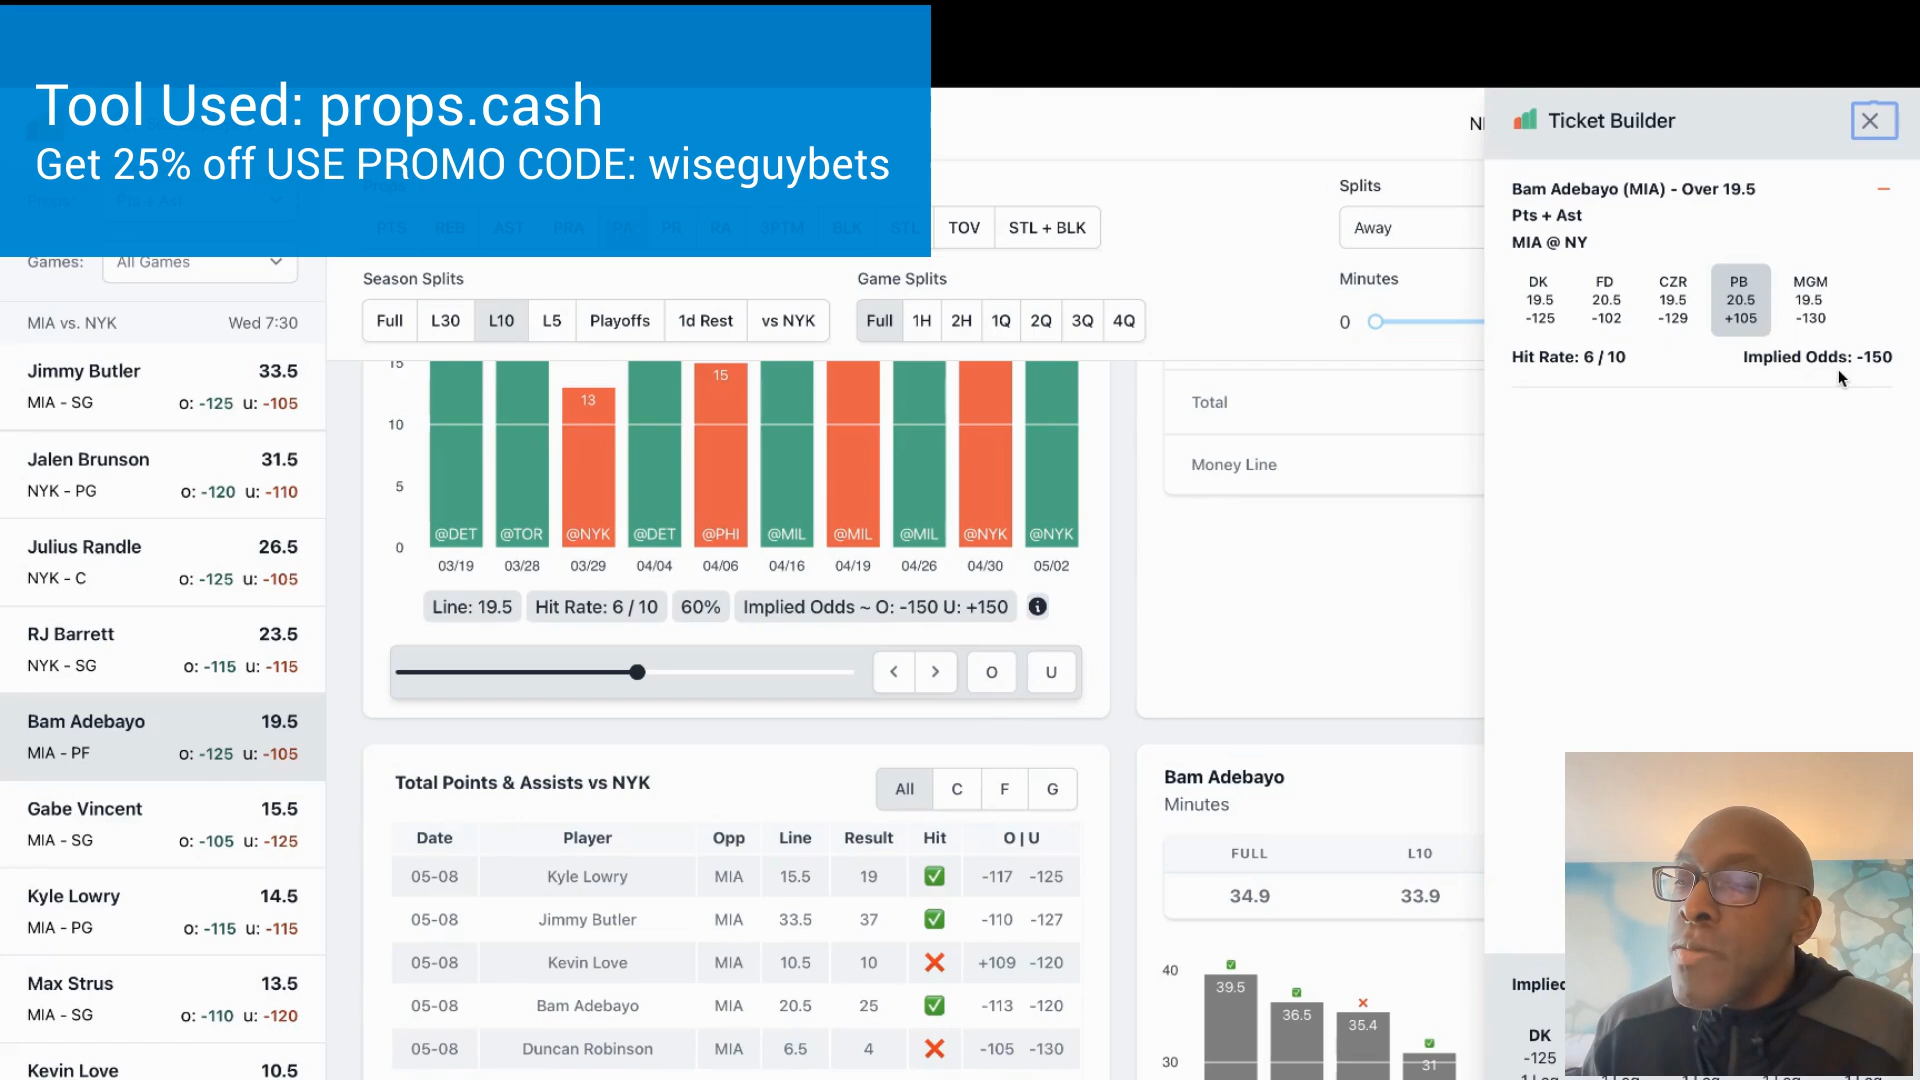 Tool Used: props.cash
Get 25% off USE PROMO CODE: wiseguybets
Props:
Pts + Ast
Games:
All Games
MIA vs. NYK
Wed 7:30
Jimmy Butler
33.5
MIA - SG
o: -125 u: -105
Jalen Brunson
31.5
NYK - PG
o: -120 u: -110
Julius Randle
26.5
NYK - C
o: -125 u: -105
RJ Barrett
23.5
NYK - SG
o: -115 u: -115
Bam Adebayo
19.5
MIA - PF
o: -125 u: -105
Gabe Vincent
15.5
MIA - SG
o: -105 u: -125
Kyle Lowry
14.5
MIA - PG
o: -115 u: -115
Max Strus
13.5
MIA - SG
o: -110 u: -120
Kevin Love
10.5
Props
PTS REB AST PRA PA PR RA 3PTM BLK STL TOV STL + BLK
Season Splits
Full L30 L10 L5 Playoffs 1d Rest vs NYK
Game Splits
Full 1H 2H 1Q 2Q 3Q 4Q
Splits
Away
Minutes
0
15
10
5
0
13
15
@DET @TOR @NYK @DET @PHI @MIL @MIL @MIL @NYK @NYK
03/19 03/28 03/29 04/04 04/06 04/16 04/19 04/26 04/30 05/02
Line: 19.5 Hit Rate: 6 / 10 60% Implied Odds ~ O: -150 U: +150
< > O U
Total
Money Line
Total Points & Assists vs NYK
All C F G
Date Player Opp Line Result Hit O | U
05-08 Kyle Lowry MIA 15.5 19 -117 -125
05-08 Jimmy Butler MIA 33.5 37 -110 -127
05-08 Kevin Love MIA 10.5 10 +109 -120
05-08 Bam Adebayo MIA 20.5 25 -113 -120
05-08 Duncan Robinson MIA 6.5 4 -105 -130
Bam Adebayo
Minutes
FULL L10
34.9 33.9
40
30
39.5
36.5
35.4
31
Ticket Builder
Bam Adebayo (MIA) - Over 19.5
Pts + Ast
MIA @ NY
DK FD CZR PB MGM
19.5 20.5 19.5 20.5 19.5
-125 -102 -129 +105 -130
Hit Rate: 6 / 10
Implied Odds: -150
DK
-125